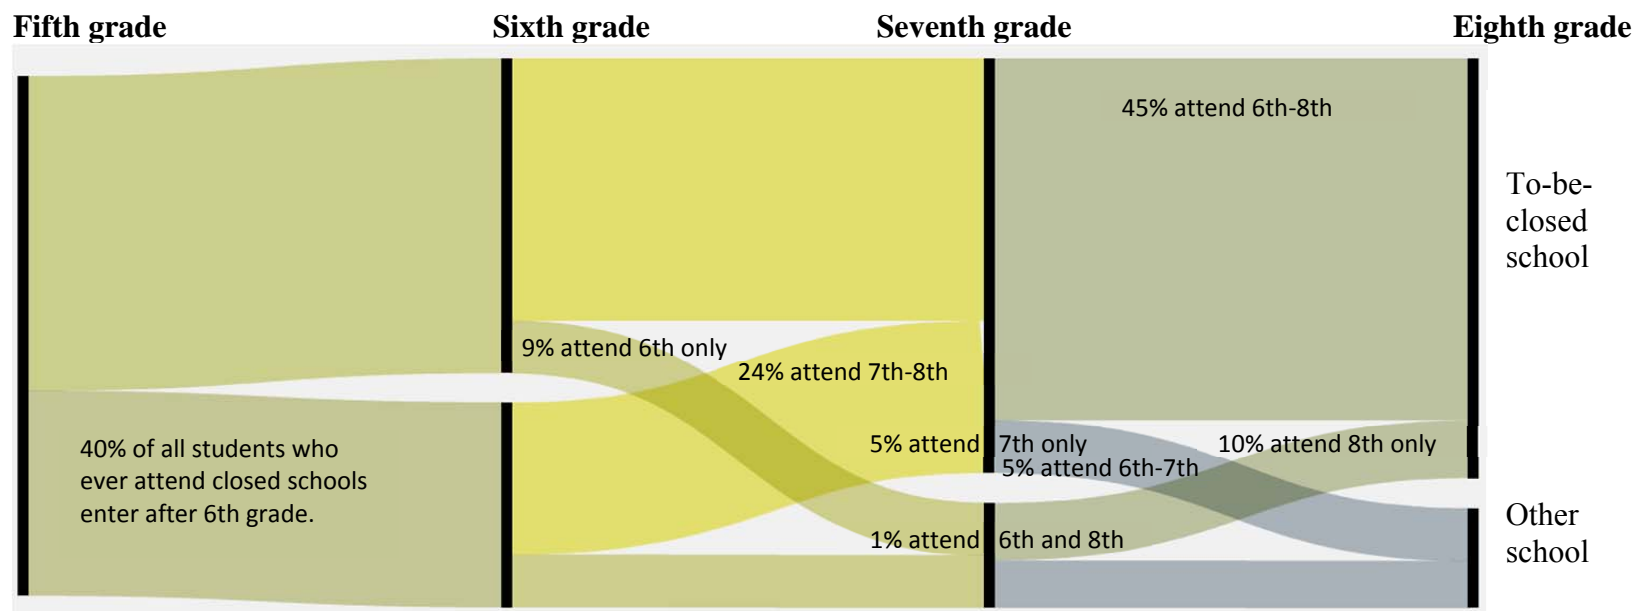 Fifth grade
Sixth grade
Seventh grade
Eighth grade
45% attend 6th-8th
To-be-
closed
school
9% attend 6th only
24% attend 7th-8th
40% of all students who
ever attend closed schools
enter after 6th grade.
5% attend 7th only
10% attend 8th only
5% attend 6th-7th
1% attend 6th and 8th
Other
school